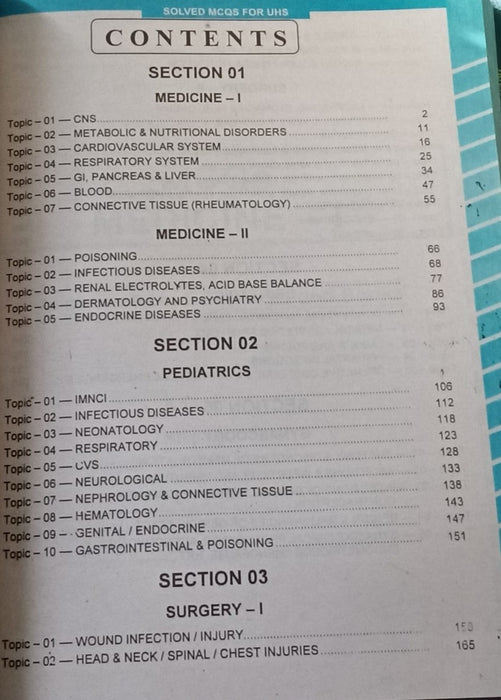 SOLVED MCQS FOR UHS
CONTENTS
SECTION 01
MEDICINE – I
Topic – 01 — CNS 2
Topic – 02 — METABOLIC & NUTRITIONAL DISORDERS 11
Topic – 03 — CARDIOVASCULAR SYSTEM 16
Topic – 04 — RESPIRATORY SYSTEM 25
Topic – 05 — GI, PANCREAS & LIVER 34
Topic – 06 — BLOOD 47
Topic – 07 — CONNECTIVE TISSUE (RHEUMATOLOGY) 55
MEDICINE – II
Topic – 01 — POISONING 66
Topic – 02 — INFECTIOUS DISEASES 68
Topic – 03 — RENAL ELECTROLYTES, ACID BASE BALANCE 77
Topic – 04 — DERMATOLOGY AND PSYCHIATRY 86
Topic – 05 — ENDOCRINE DISEASES 93
SECTION 02
PEDIATRICS
Topic – 01 — IMNCI 106
Topic – 02 — INFECTIOUS DISEASES 112
Topic – 03 — NEONATOLOGY 118
Topic – 04 — RESPIRATORY 123
Topic – 05 — CVS 128
Topic – 06 — NEUROLOGICAL 133
Topic – 07 — NEPHROLOGY & CONNECTIVE TISSUE 138
Topic – 08 — HEMATOLOGY 143
Topic – 09 – GENITAL / ENDOCRINE 147
Topic – 10 — GASTROINTESTINAL & POISONING 151
SECTION 03
SURGERY – I
Topic – 01 — WOUND INFECTION / INJURY
Topic – 02 — HEAD & NECK / SPINAL / CHEST INJURIES 165